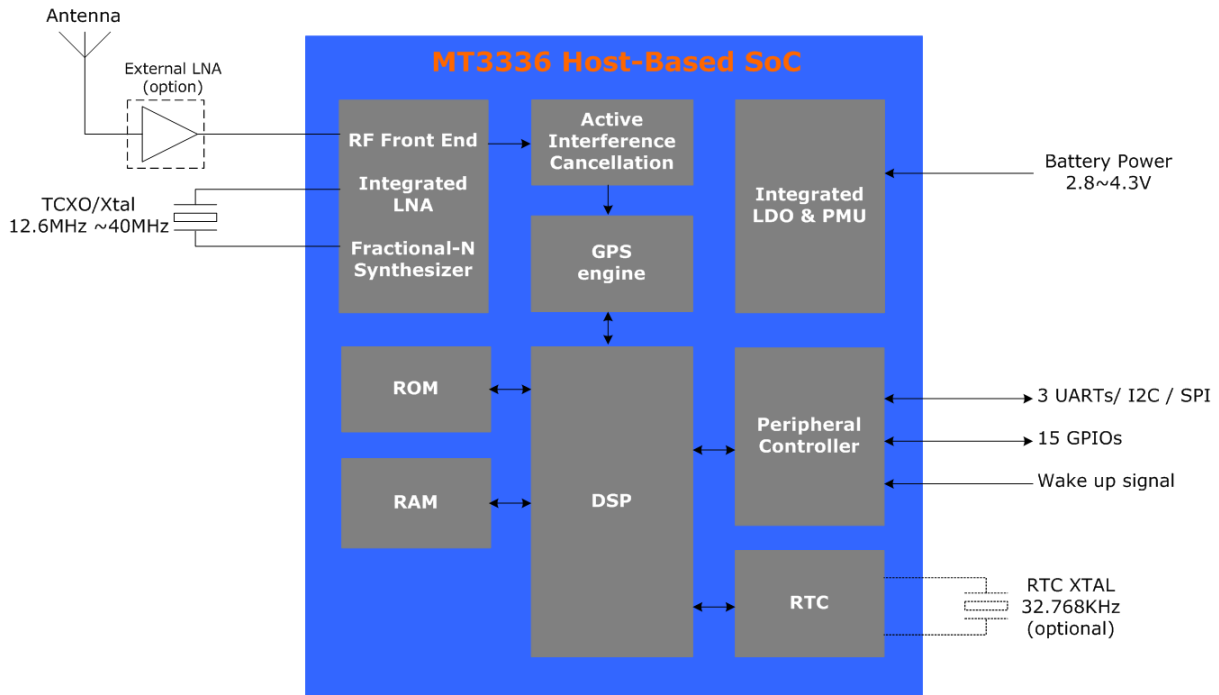 Antenna
External LNA
(option)
TCXO/Xtal
12.6MHz ~40MHz
MT3336 Host-Based SoC
RF Front End
Integrated
LNA
Fractional-N
Synthesizer
Active
Interference
Cancellation
GPS
engine
Integrated
LDO & PMU
Battery Power
2.8~4.3V
ROM
RAM
DSP
Peripheral
Controller
3 UARTs/ I2C / SPI
15 GPIOs
Wake up signal
RTC
RTC XTAL
32.768KHz
(optional)